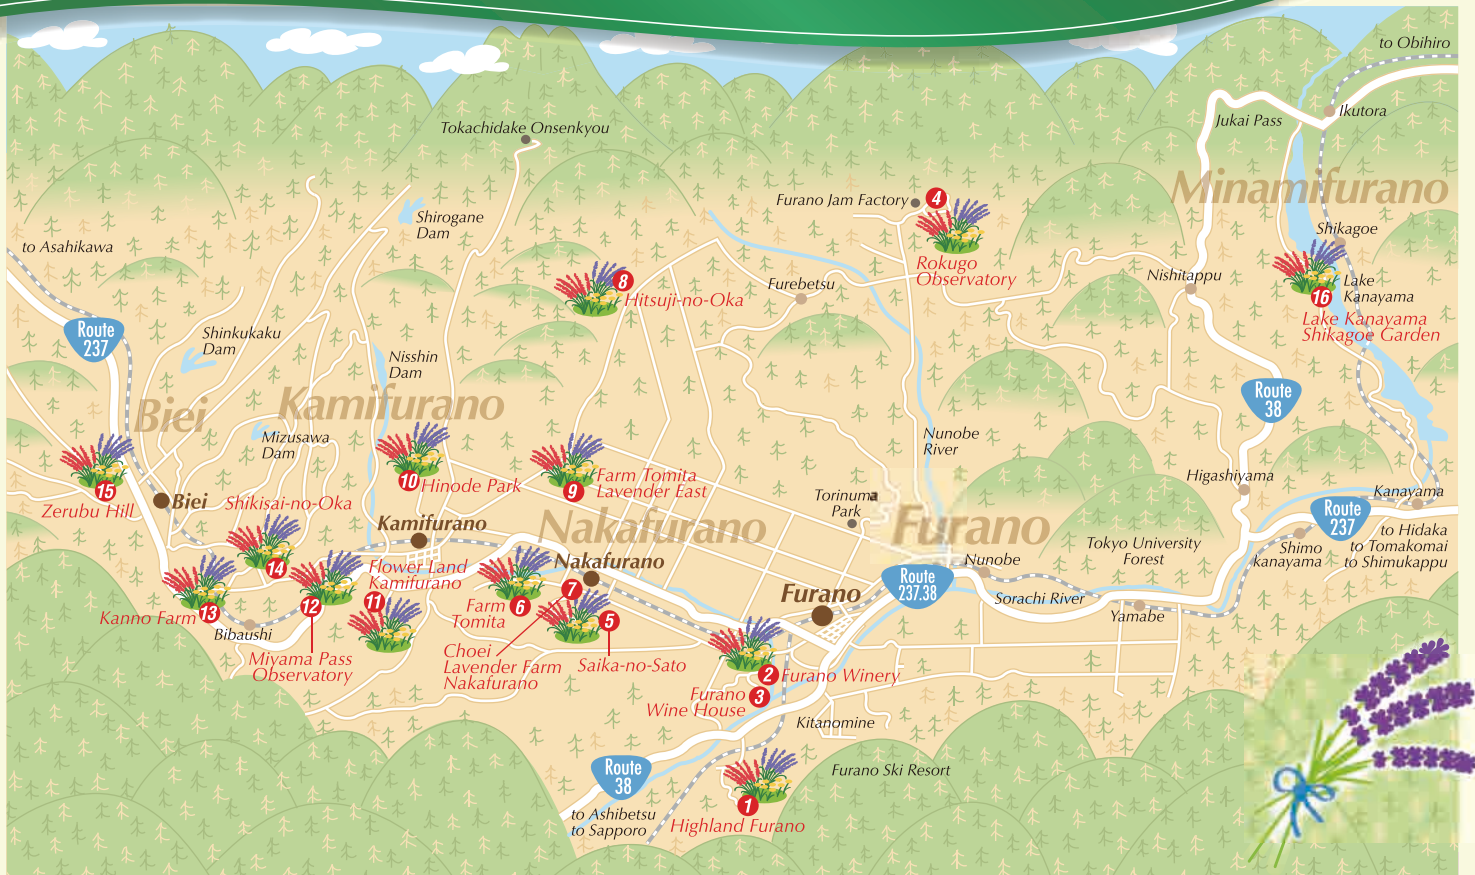 to Obihiro
Ikutora
Jukai Pass
Tokachidake Onsenkyou
Minamifurano
Furano Jam Factory
4
Shirogane
Dam
Shikagoe
to Asahikawa
Rokugo
Observatory
Nishitappu
Lake
Kanayama
8
Hitsuji-no-Oka
Furebetsu
16
Lake Kanayama
Shikagoe Garden
Route
237
Shinkukaku
Dam
Nisshin
Dam
Route
38
Biei
Kamifurano
Mizusawa
Dam
Nunobe
River
Higashiyama
Kanayama
15
Zerubu Hill
Biei
Shikisai-no-Oka
10
Hinode Park
9
Farm Tomita
Lavender East
Torinuma
Park
Kamifurano
Nakafurano
Furano
Route
237
to Hidaka
to Tomakomai
to Shimukappu
Shimo
kanayama
Tokyo University
Forest
Nunobe
14
Flower Land
Kamifurano
Nakafurano
7
Route
237.38
Furano
Sorachi River
Yamabe
Kanno Farm
13
12
11
6
Farm
Tomita
5
Bibaushi
Miyama Pass
Observatory
Choei
Lavender Farm
Nakafurano
Saika-no-Sato
2
Furano Winery
Furano
Wine House
3
Kitanomine
Route
38
Furano Ski Resort
to Ashibetsu
to Sapporo
1
Highland Furano